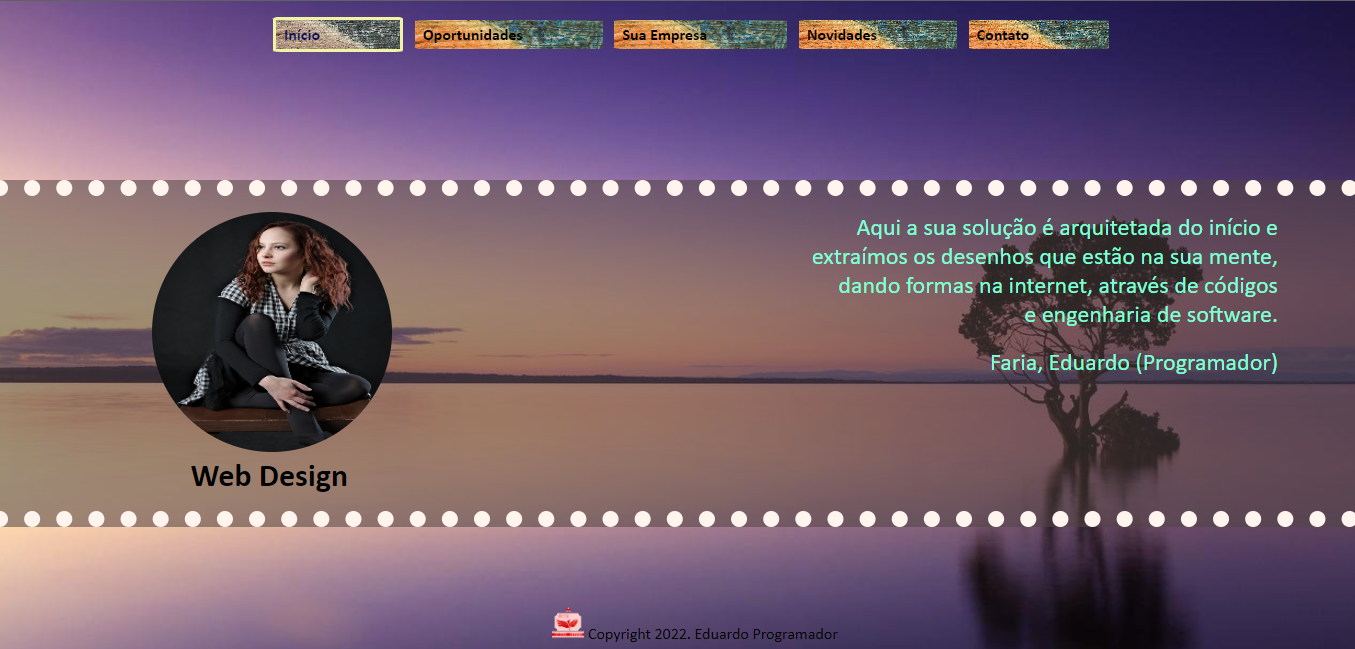 Início
Oportunidades
Sua Empresa
Novidades
Contato
Aqui a sua solução é arquitetada do início e
extraímos os desenhos que estão na sua mente,
dando formas na internet, através de códigos
e engenharia de software.
Faria, Eduardo (Programador)
Web Design
Copyright 2022. Eduardo Programador